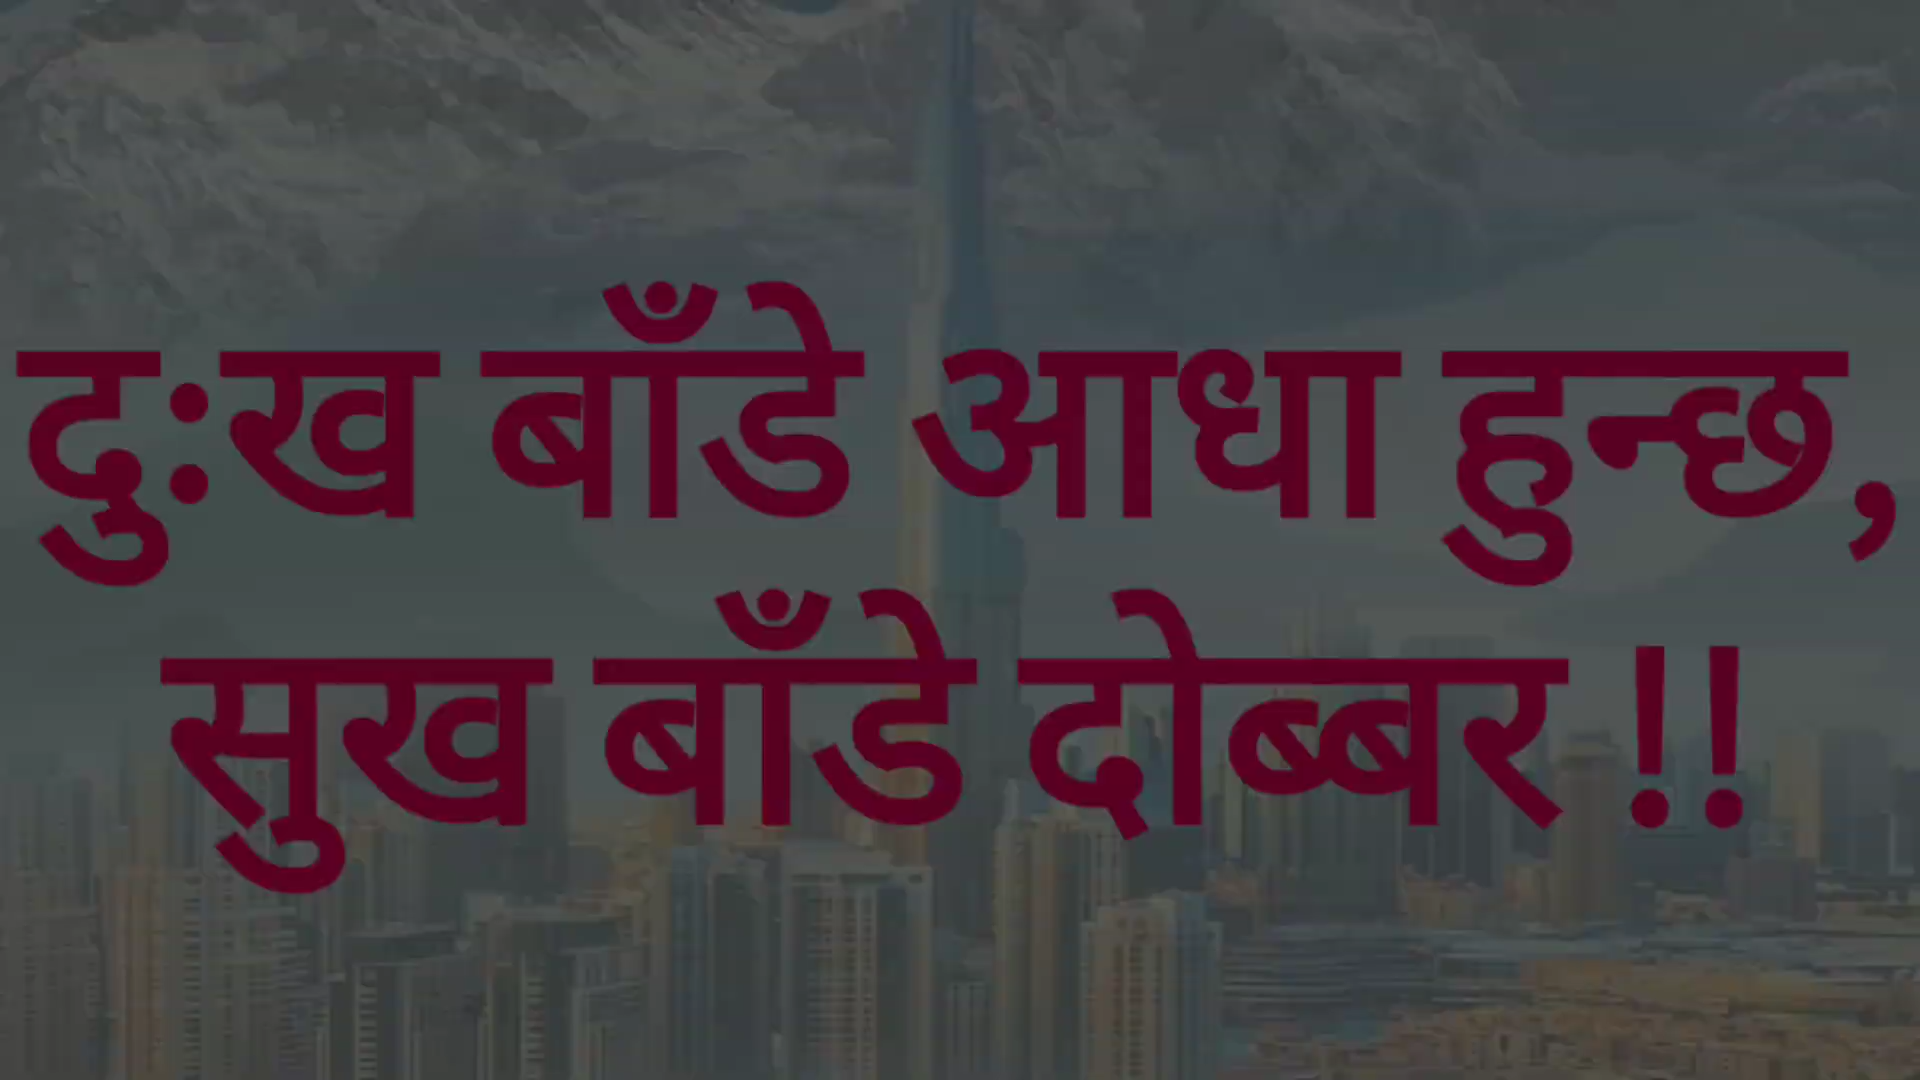 दुःख बाँडे आधा हुन्छ,
सुख बाँडे दोब्बर !!